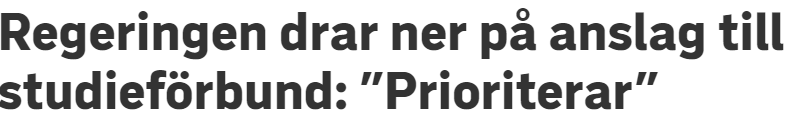 Regeringen drar ner på anslag till
studieförbund: ”Prioriterar”